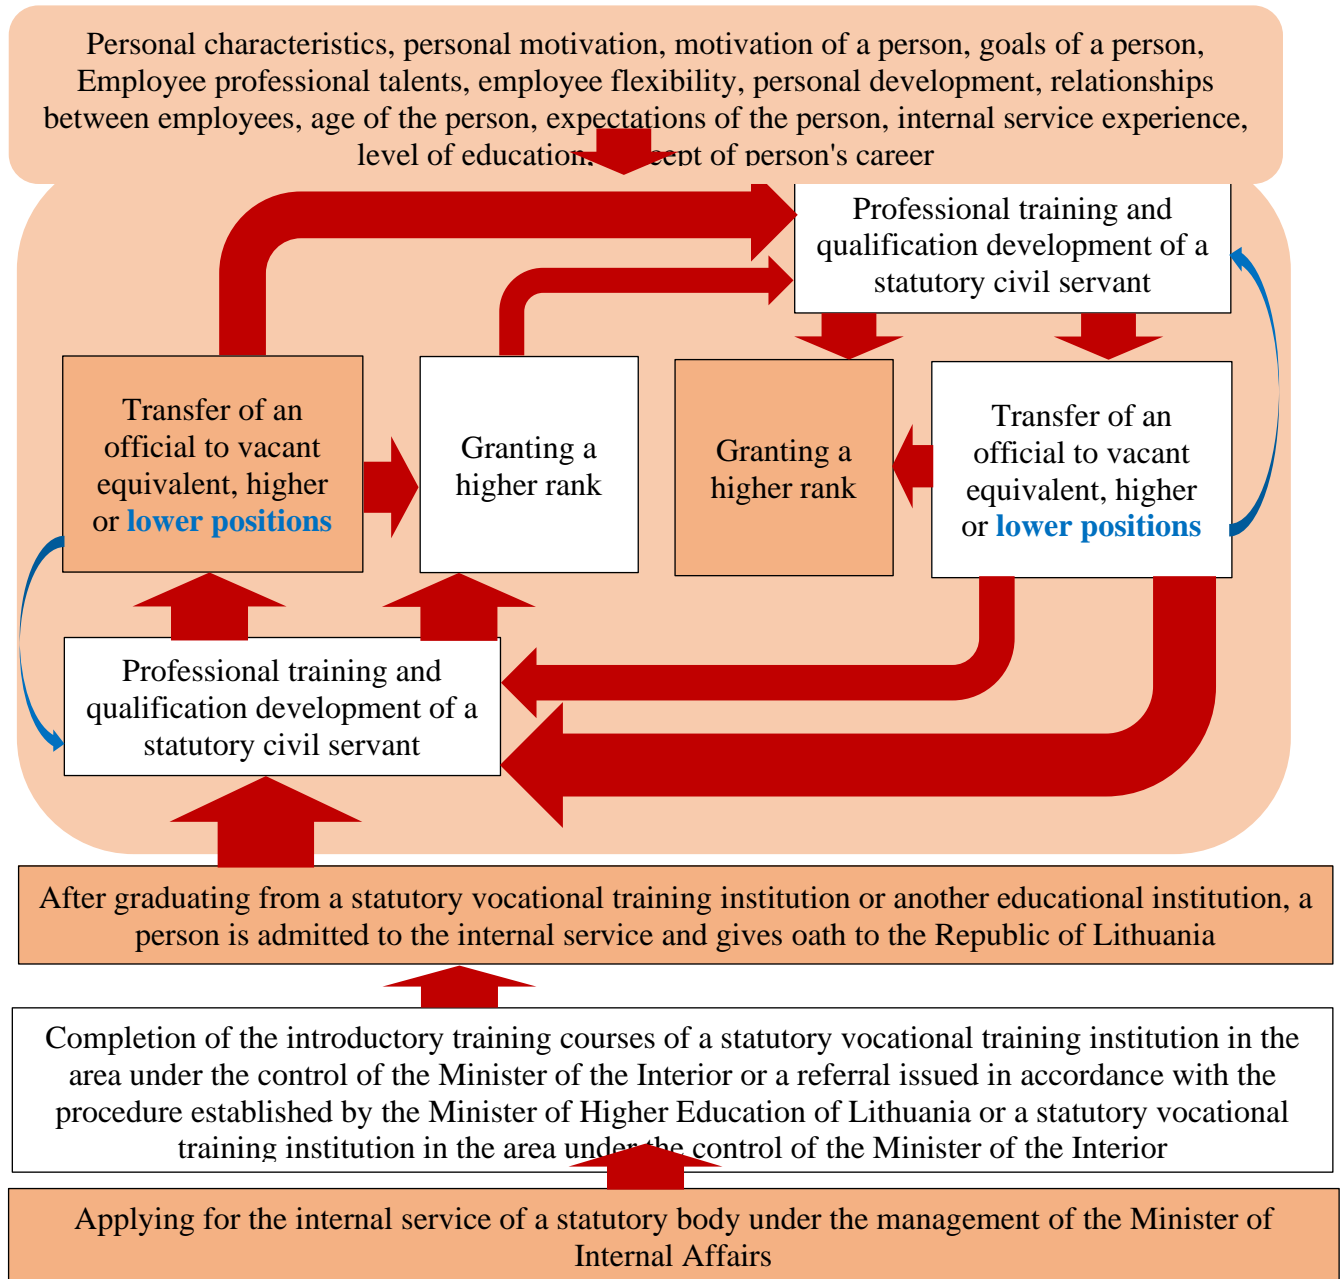 Personal characteristics, personal motivation, motivation of a person, goals of a person,
Employee professional talents, employee flexibility, personal development, relationships
between employees, age of the person, expectations of the person, internal service experience,
level of education, of person's career
Professional training and
qualification development of a
statutory civil servant
Transfer of an
official to vacant
equivalent, higher
or lower positions
Granting a
higher rank
Granting a
higher rank
Transfer of an
official to vacant
equivalent, higher
or lower positions
Professional training and
qualification development of a
statutory civil servant
After graduating from a statutory vocational training institution or another educational institution, a
person is admitted to the internal service and gives oath to the Republic of Lithuania
Completion of the introductory training courses of a statutory vocational training institution in the
area under the control of the Minister of the Interior or a referral issued in accordance with the
procedure established by the Minister of Higher Education of Lithuania or a statutory vocational
training institution in the area under the control of the Minister of the Interior
Applying for the internal service of a statutory body under the management of the Minister of
Internal Affairs